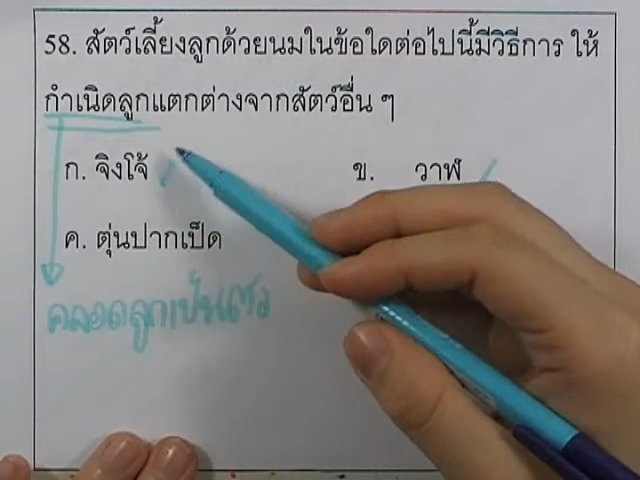 58. สัตว์เลี้ยงลูกด้วยนมในข้อใดต่อไปนี้มีวิธีการ ให้
กำเนิดลูกแตกต่างจากสัตว์อื่น ๆ
ก. จิงโจ้ ข. วาฬ
ค. ตุ่นปากเป็ด
คลอดลูกเป็นตัว